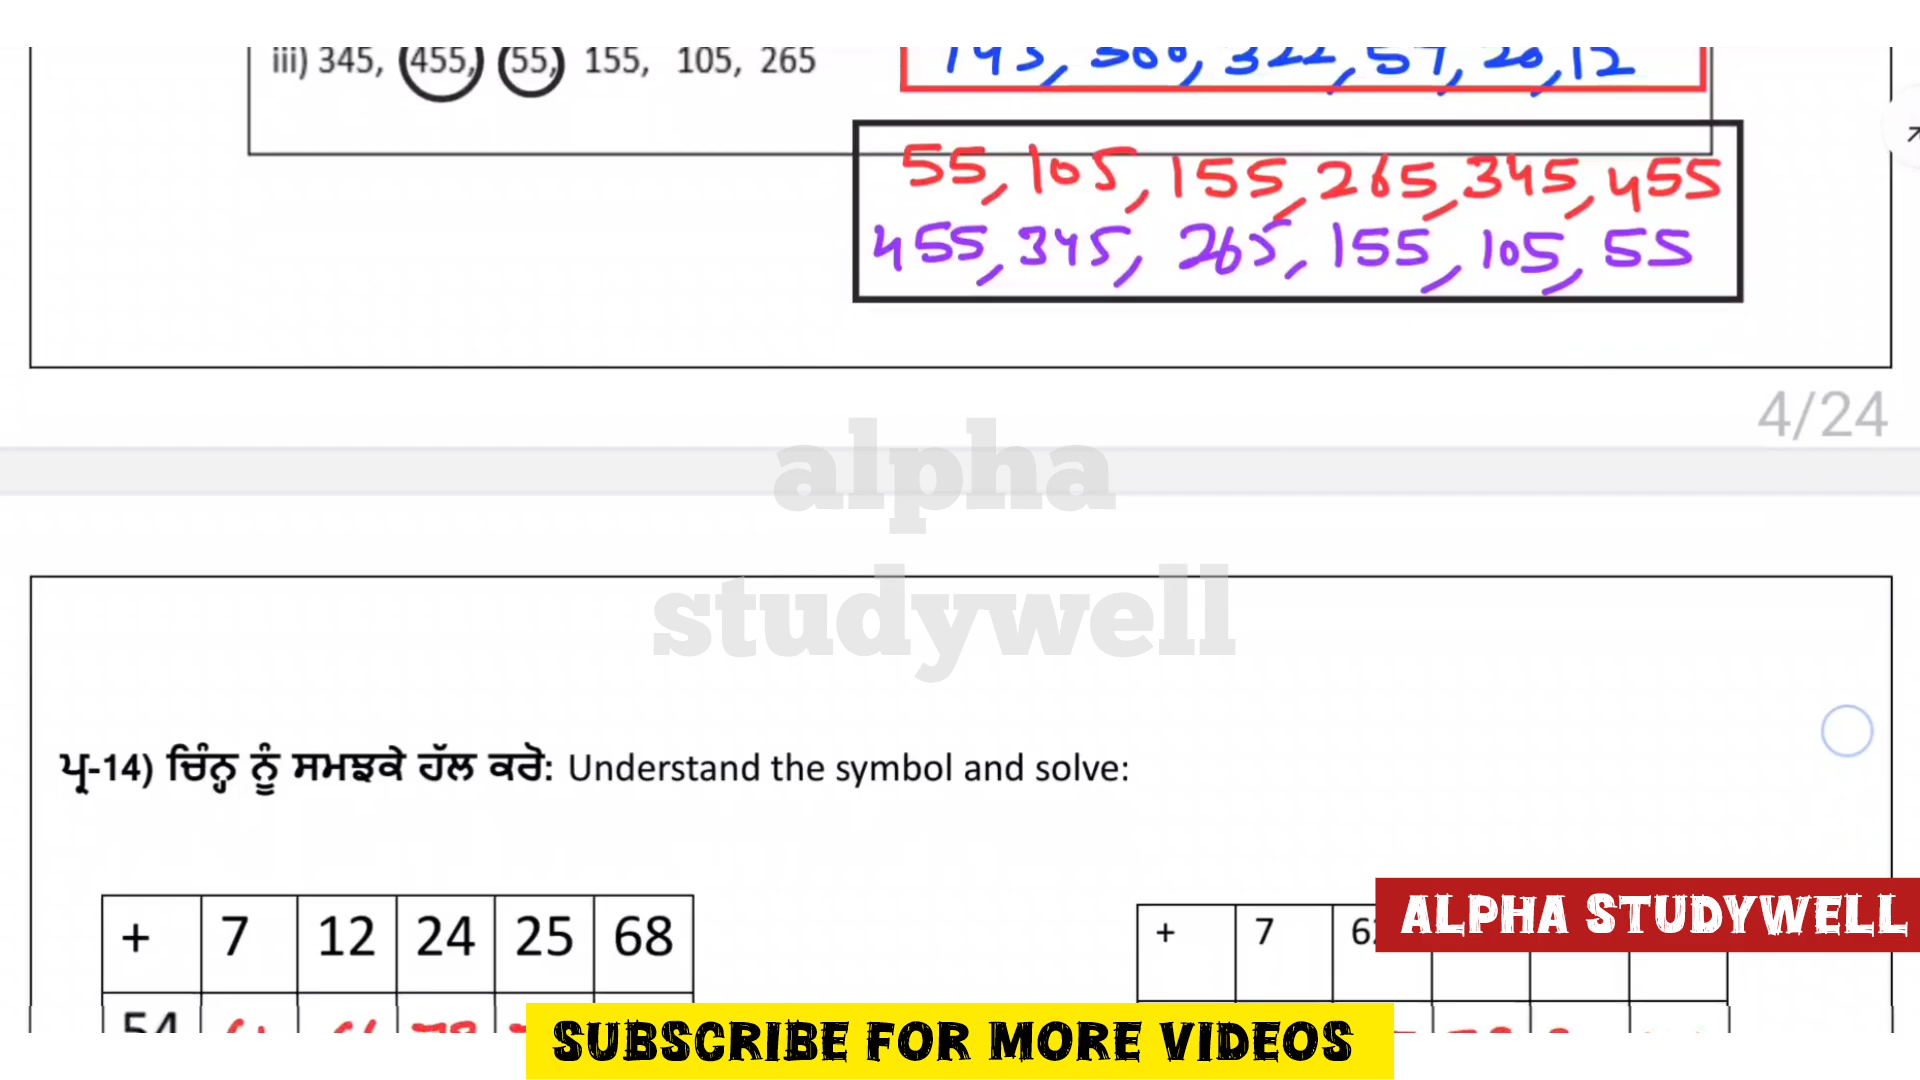 iii) 345, 455, 55, 155, 105, 265
55, 105, 155, 265, 345, 455
455, 345, 265, 155, 105, 55
4/24
alpha
studywell
ਪ੍ਰ-14) ਚਿੰਨ੍ਹ ਨੂੰ ਸਮਝਕੇ ਹੱਲ ਕਰੋ: Understand the symbol and solve:
+ 7 12 24 25 68
+ 7
ALPHA STUDYWELL
54
SUBSCRIBE FOR MORE VIDEOS